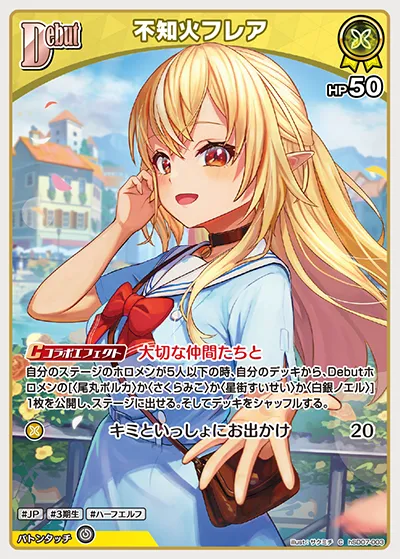 Debut
不知火フレア
HP50
コラボエフェクト 大切な仲間たちと
自分のステージのホロメンが5人以下の時、自分のデッキから、Debutホ
ロメンの[〈尾丸ポルカ〉か〈さくらみこ〉か〈星街すいせい〉か〈白銀ノエル〉]
1枚を公開し、ステージに出せる。そしてデッキをシャッフルする。
キミといっしょにお出かけ 20
#JP #3期生 #ハーフエルフ
バトンタッチ
illust: サクミチ C hSD07-003